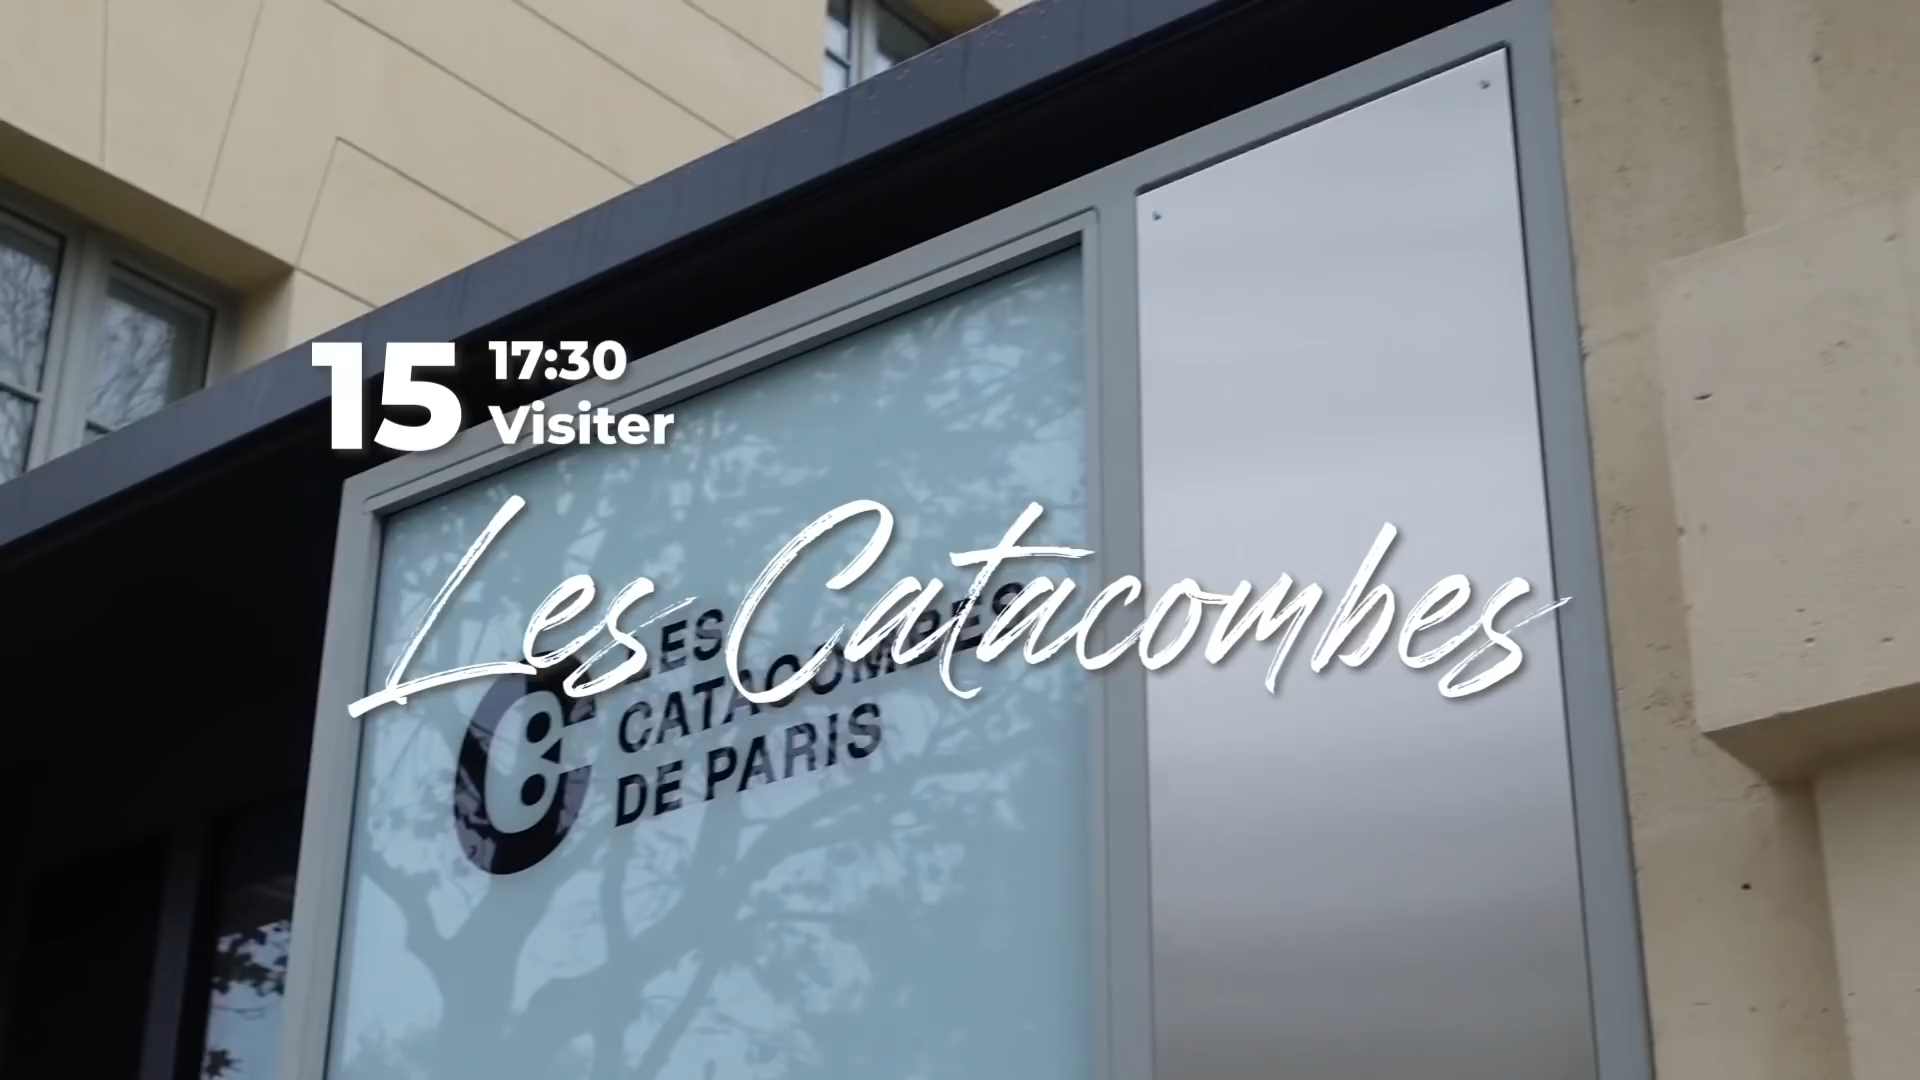 15
17:30
Visiter
Les Catacombes
LES
CATACOMBES
DE PARIS